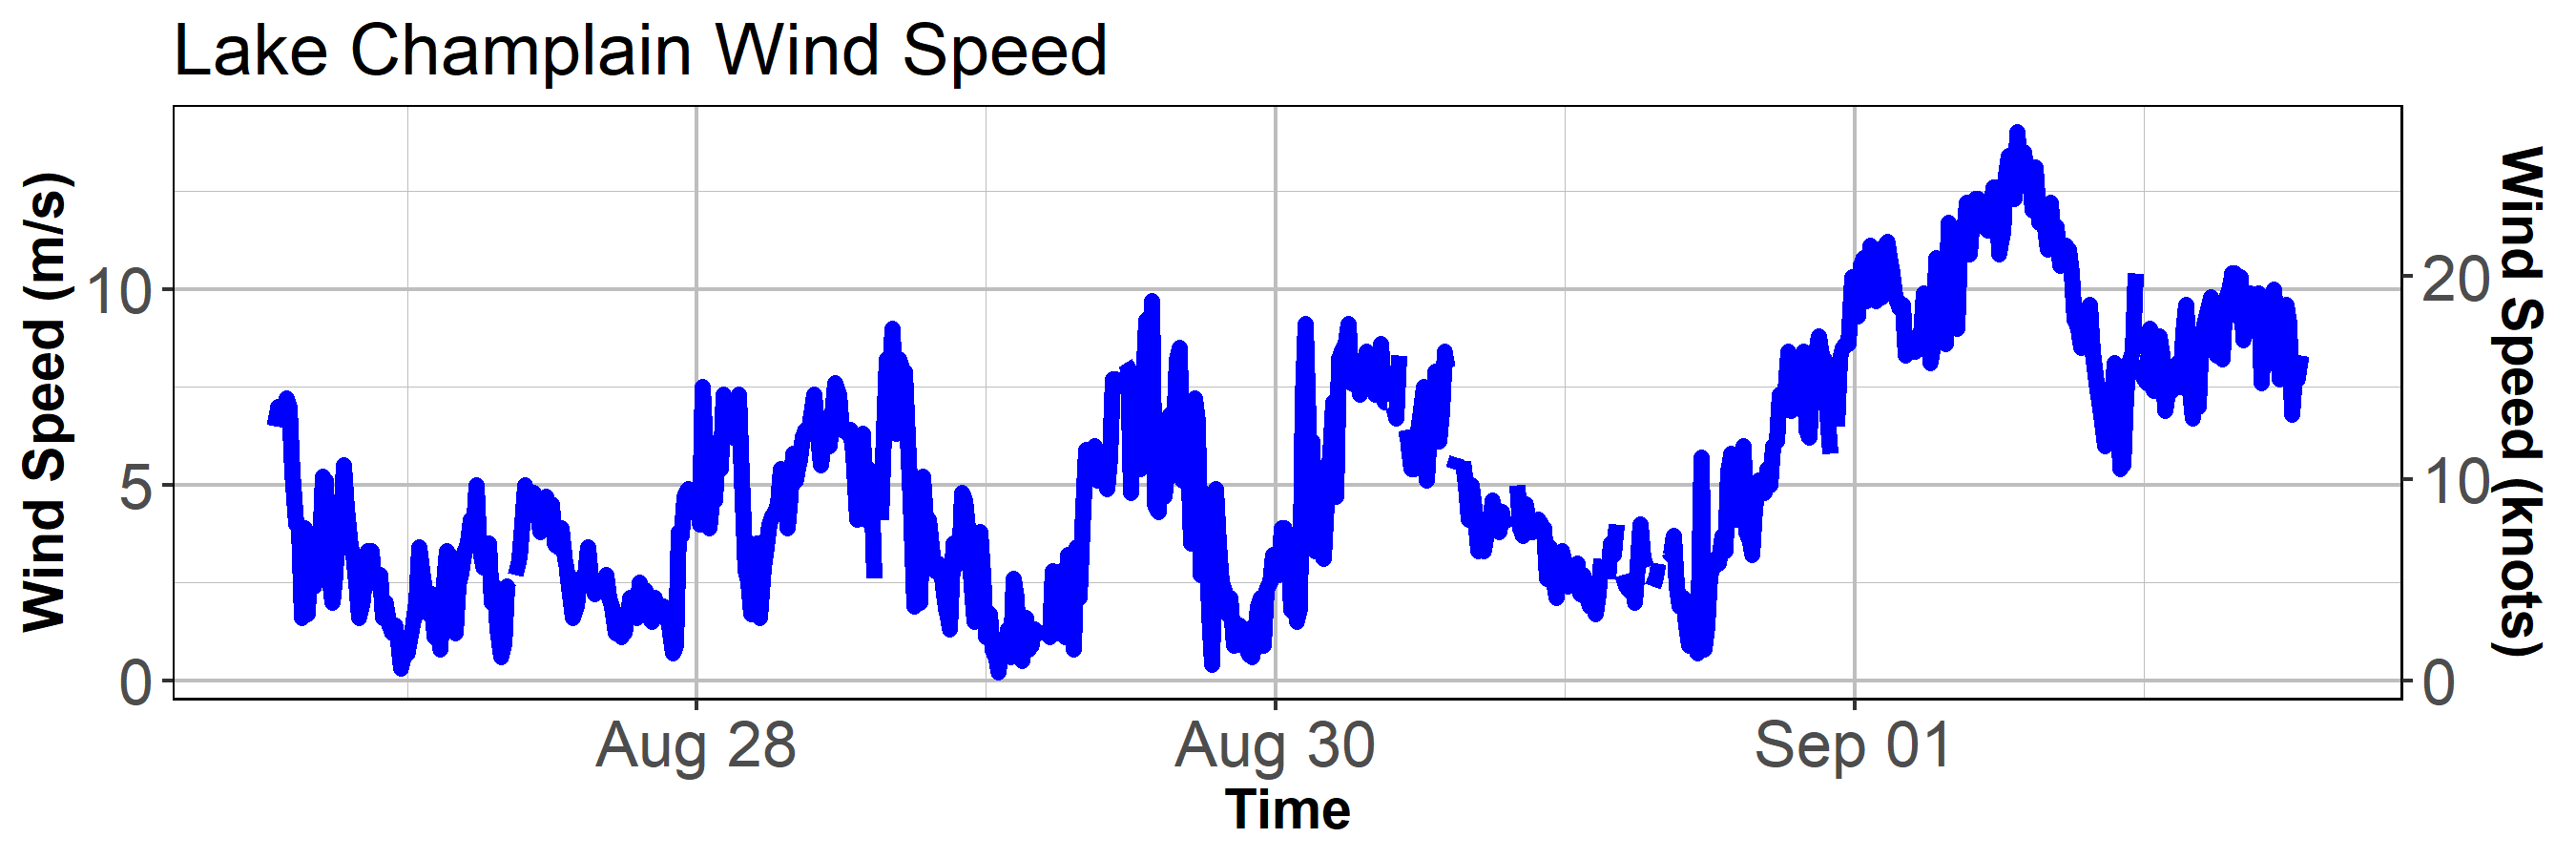 Lake Champlain Wind Speed
Wind Speed (m/s)
10
5
0
20
10
0
Wind Speed (knots)
Aug 28
Aug 30
Sep 01
Time